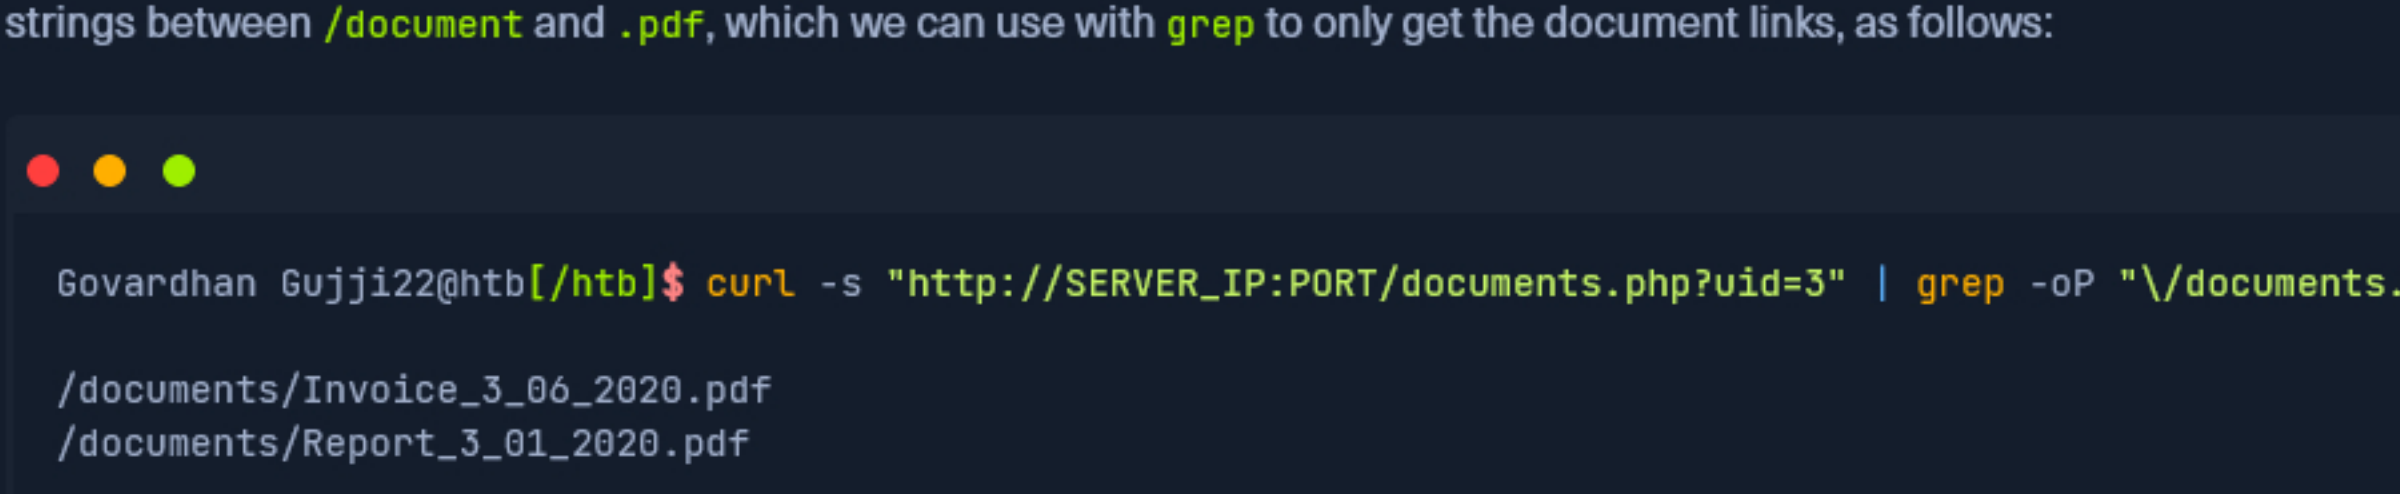 strings between /document and .pdf, which we can use with grep to only get the document links, as follows:
Govardhan Gujji22@htb[/htb]$ curl -s "http://SERVER_IP:PORT/documents.php?uid=3" | grep -oP "\/documents.
/documents/Invoice_3_06_2020.pdf
/documents/Report_3_01_2020.pdf